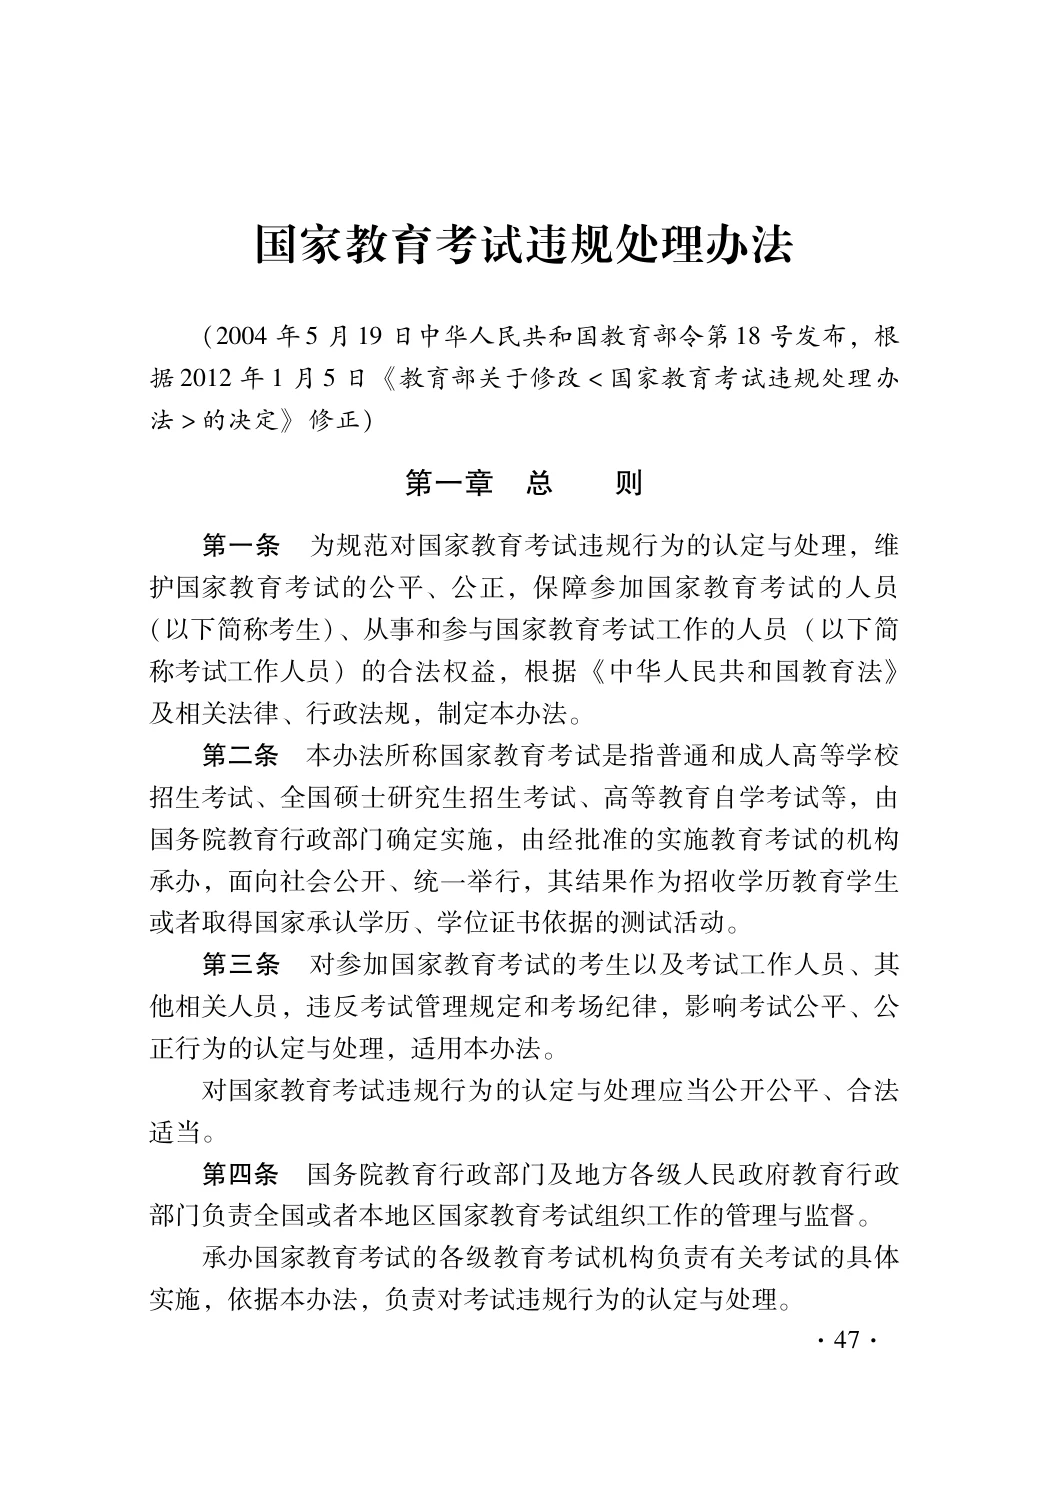 国家教育考试违规处理办法
（2004 年 5 月 19 日中华人民共和国教育部令第 18 号发布，根
据 2012 年 1 月 5 日《教育部关于修改＜国家教育考试违规处理办
法＞的决定》修正）
第一章　总　　则
第一条　为规范对国家教育考试违规行为的认定与处理，维
护国家教育考试的公平、公正，保障参加国家教育考试的人员
（以下简称考生）、从事和参与国家教育考试工作的人员（以下简
称考试工作人员）的合法权益，根据《中华人民共和国教育法》
及相关法律、行政法规，制定本办法。
第二条　本办法所称国家教育考试是指普通和成人高等学校
招生考试、全国硕士研究生招生考试、高等教育自学考试等，由
国务院教育行政部门确定实施，由经批准的实施教育考试的机构
承办，面向社会公开、统一举行，其结果作为招收学历教育学生
或者取得国家承认学历、学位证书依据的测试活动。
第三条　对参加国家教育考试的考生以及考试工作人员、其
他相关人员，违反考试管理规定和考场纪律，影响考试公平、公
正行为的认定与处理，适用本办法。
对国家教育考试违规行为的认定与处理应当公开公平、合法
适当。
第四条　国务院教育行政部门及地方各级人民政府教育行政
部门负责全国或者本地区国家教育考试组织工作的管理与监督。
承办国家教育考试的各级教育考试机构负责有关考试的具体
实施，依据本办法，负责对考试违规行为的认定与处理。
· 47 ·